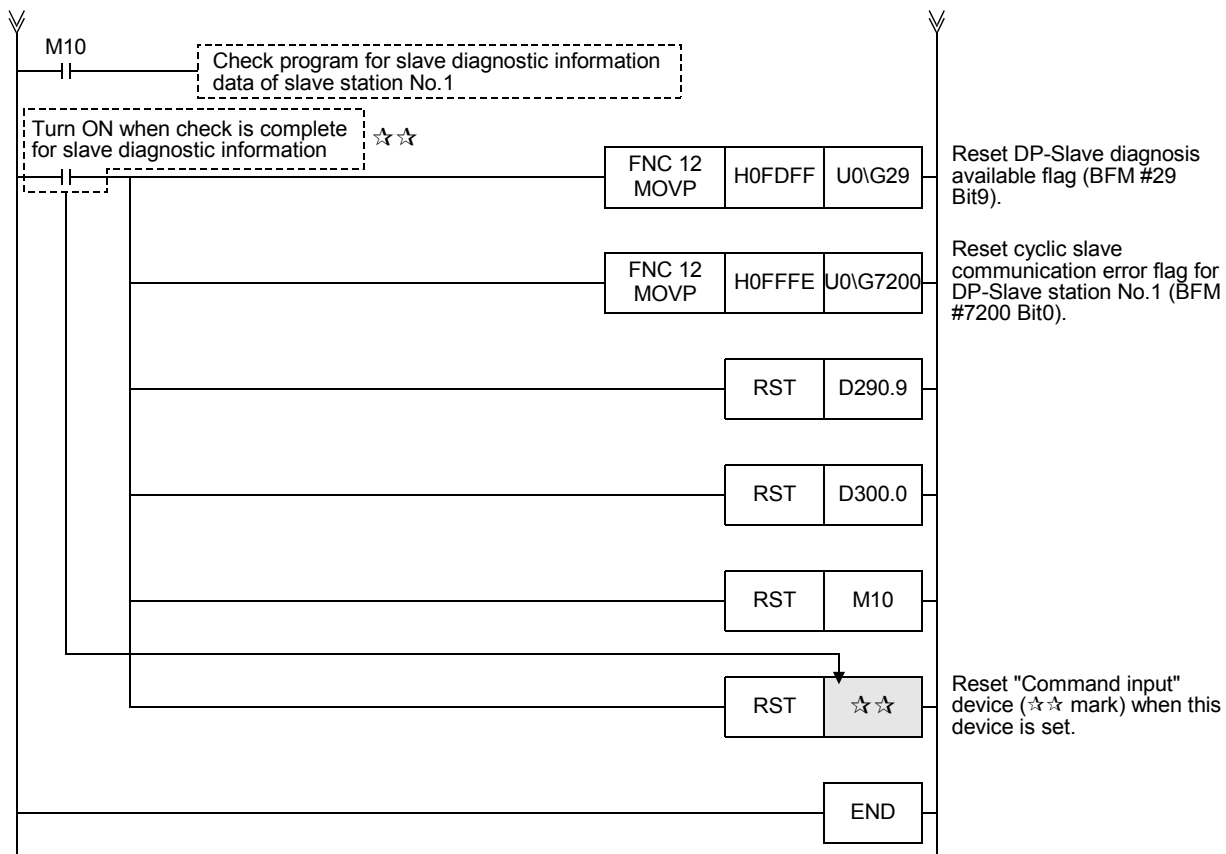 M10
Check program for slave diagnostic information
data of slave station No.1
Turn ON when check is complete
for slave diagnostic information
☆☆
FNC 12
MOVP
H0FDFF
U0\G29
Reset DP-Slave diagnosis
available flag (BFM #29
Bit9).
FNC 12
MOVP
H0FFFE
U0\G7200
Reset cyclic slave
communication error flag for
DP-Slave station No.1 (BFM
#7200 Bit0).
RST
D290.9
RST
D300.0
RST
M10
RST
☆☆
Reset "Command input"
device (☆☆ mark) when this
device is set.
END